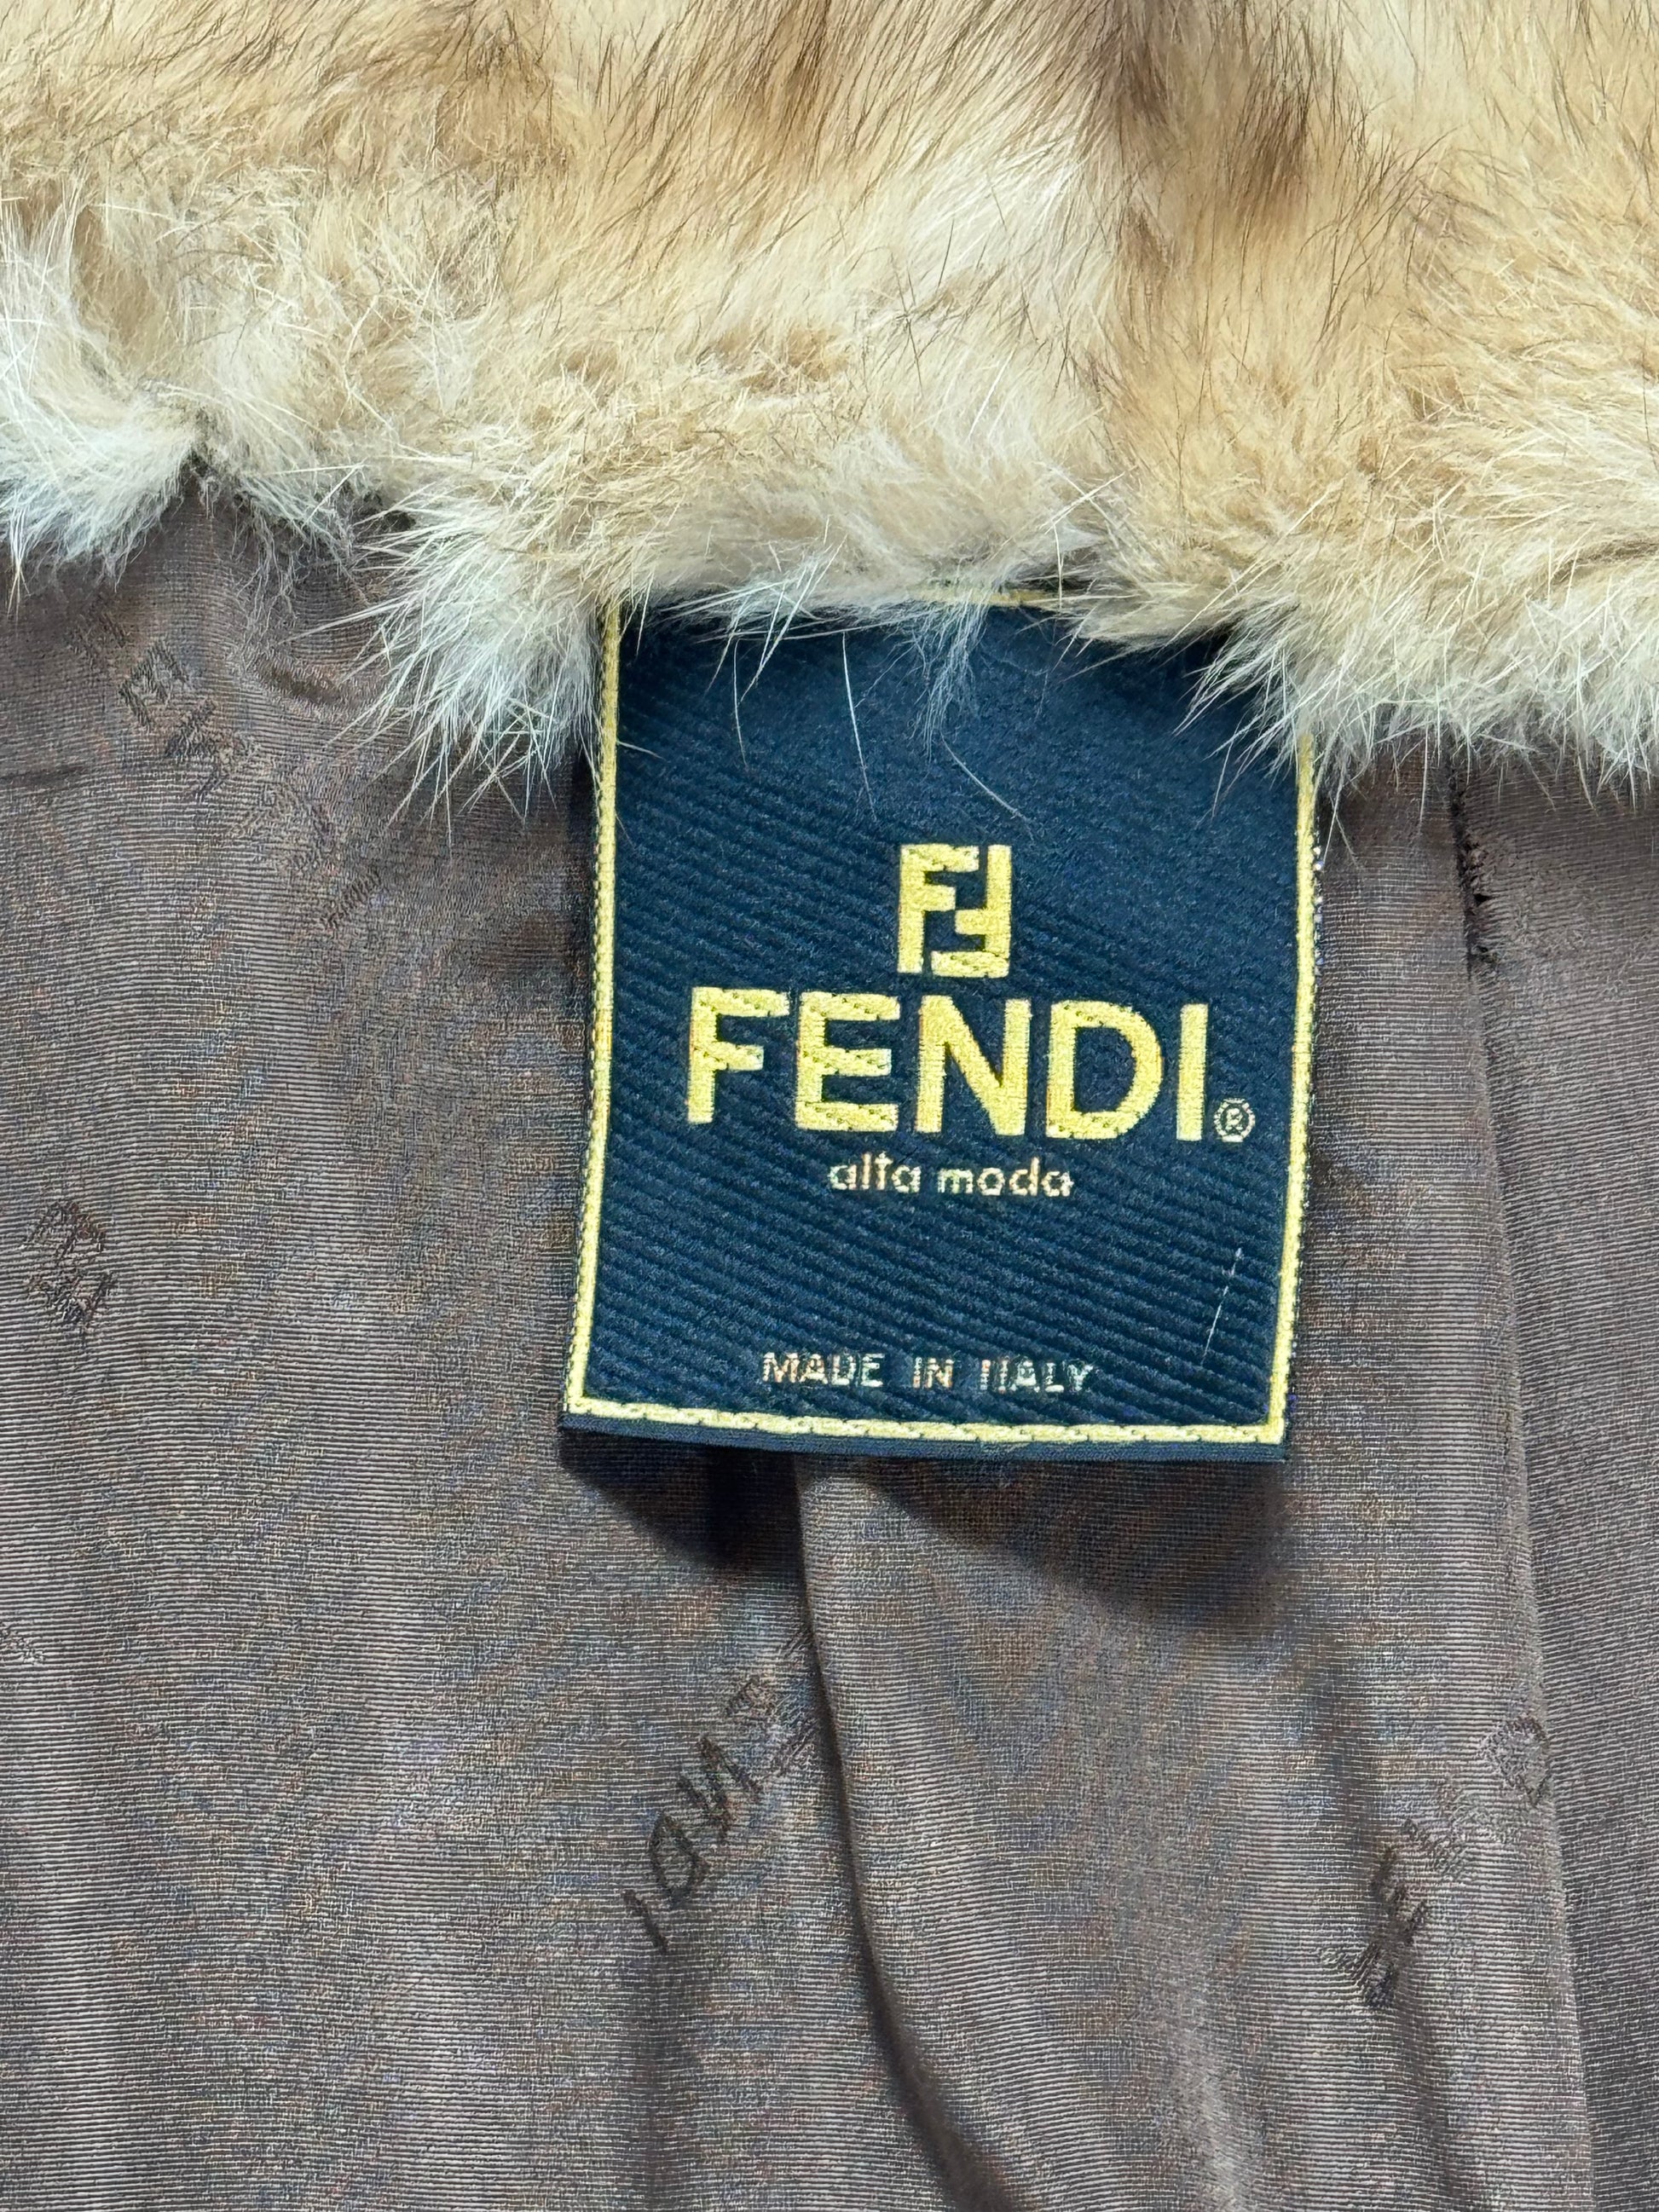 FF
FENDI®
alta moda
MADE IN ITALY